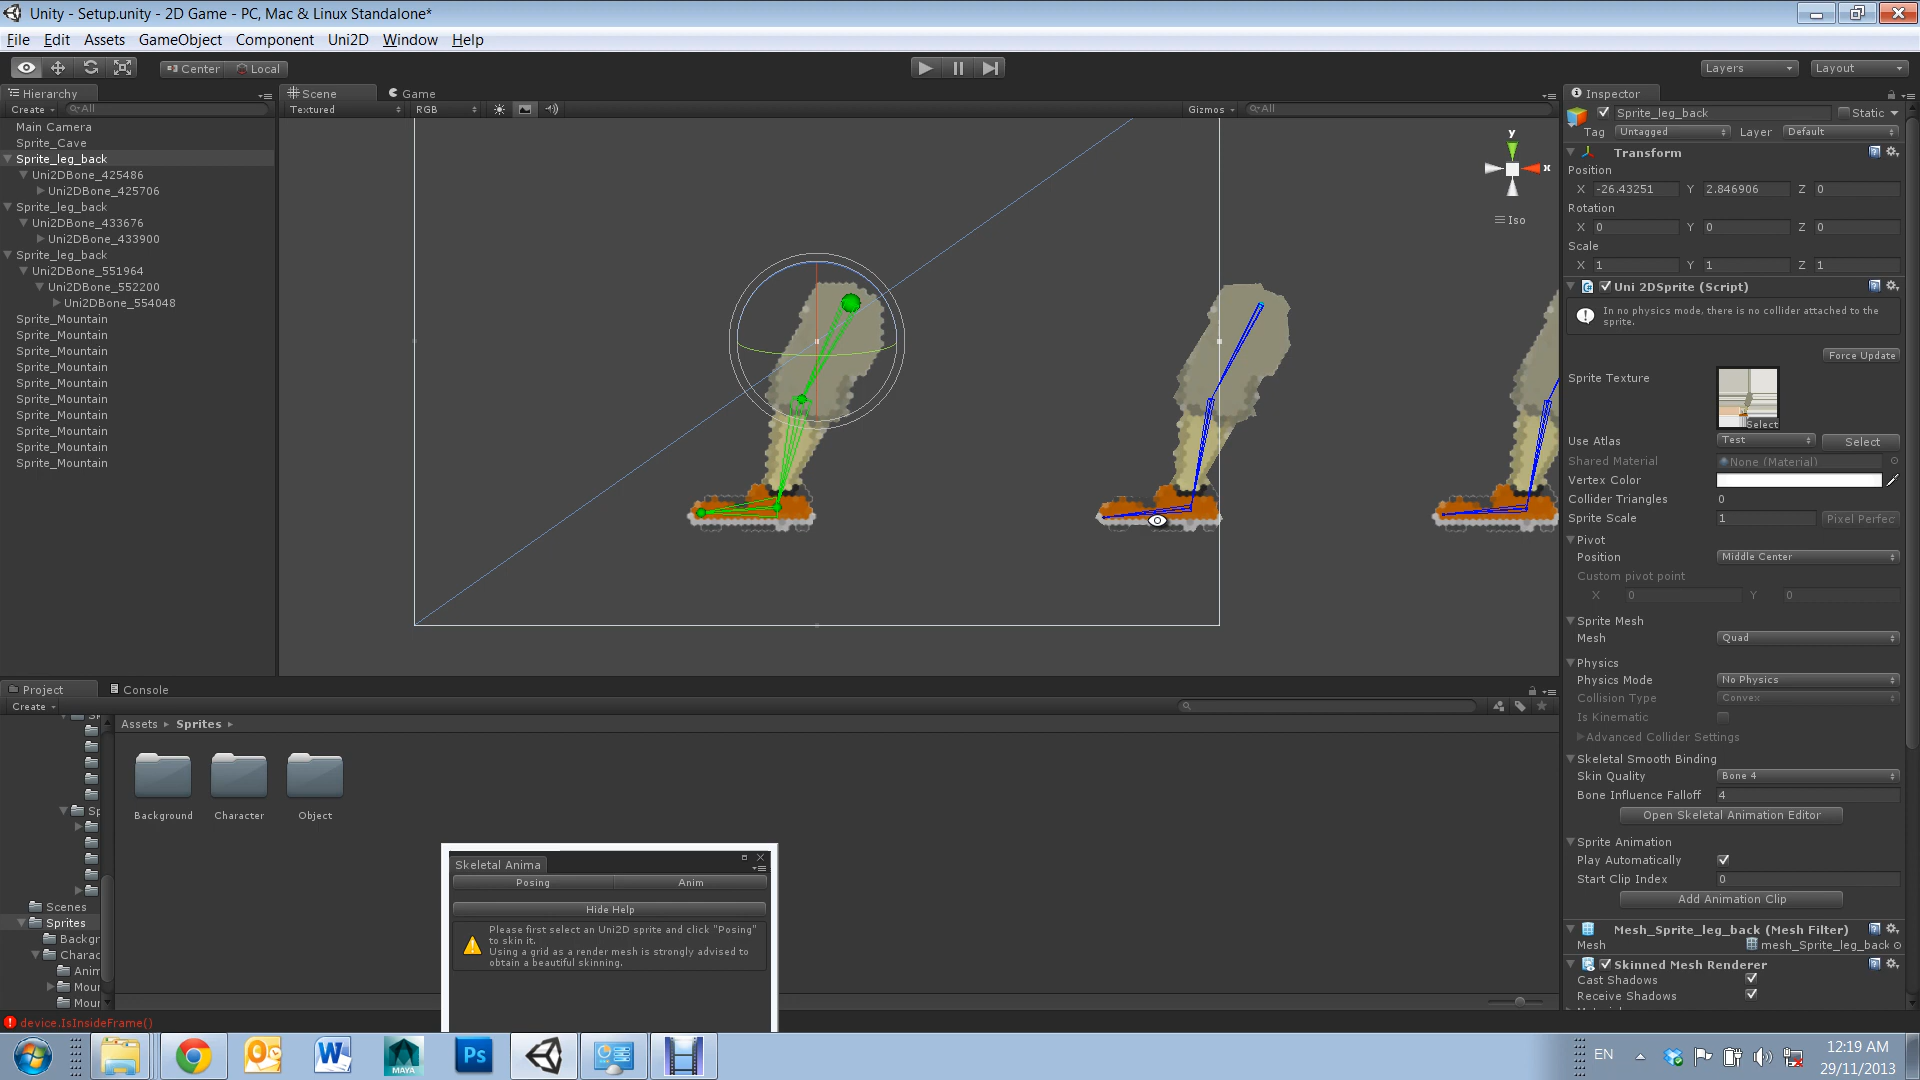 Unity - Setup.unity - 2D Game - PC, Mac & Linux Standalone*
File Edit Assets GameObject Component Uni2D Window Help
Center Local
Layers Layout
Hierarchy
Create All
Main Camera
Sprite_Cave
Sprite_leg_back
Uni2DBone_425486
Uni2DBone_425706
Sprite_leg_back
Uni2DBone_433676
Uni2DBone_433900
Sprite_leg_back
Uni2DBone_551964
Uni2DBone_552200
Uni2DBone_554048
Sprite_Mountain
Sprite_Mountain
Sprite_Mountain
Sprite_Mountain
Sprite_Mountain
Sprite_Mountain
Sprite_Mountain
Sprite_Mountain
Sprite_Mountain
Sprite_Mountain
Scene Game
Textured RGB Gizmos All
y
x
Iso
Inspector
Sprite_leg_back Static
Tag Untagged Layer Default
Transform
Position
X -26.43251 Y 2.846906 Z 0
Rotation
X 0 Y 0 Z 0
Scale
X 1 Y 1 Z 1
Uni 2DSprite (Script)
In no physics mode, there is no collider attached to the
sprite.
Force Update
Sprite Texture
Select
Use Atlas Test Select
Shared Material None (Material)
Vertex Color
Collider Triangles 0
Sprite Scale 1 Pixel Perfec
Pivot
Position Middle Center
Custom pivot point
X 0 Y 0
Sprite Mesh
Mesh Quad
Physics
Physics Mode No Physics
Collision Type Convex
Is Kinematic
Advanced Collider Settings
Skeletal Smooth Binding
Skin Quality Bone 4
Bone Influence Falloff 4
Open Skeletal Animation Editor
Sprite Animation
Play Automatically
Start Clip Index 0
Add Animation Clip
Mesh_Sprite_leg_back (Mesh Filter)
Mesh mesh_Sprite_leg_back
Skinned Mesh Renderer
Cast Shadows
Receive Shadows
Project Console
Create
Sp
Scenes
Sprites
Backgr
Charac
Anim
Mour
Mour
Assets Sprites
Background Character Object
Skeletal Anima
Posing Anim
Hide Help
Please first select an Uni2D sprite and click "Posing"
to skin it.
Using a grid as a render mesh is strongly advised to
obtain a beautiful skinning.
device.IsInsideFrame()
MAYA
Ps
EN
12:19 AM
29/11/2013